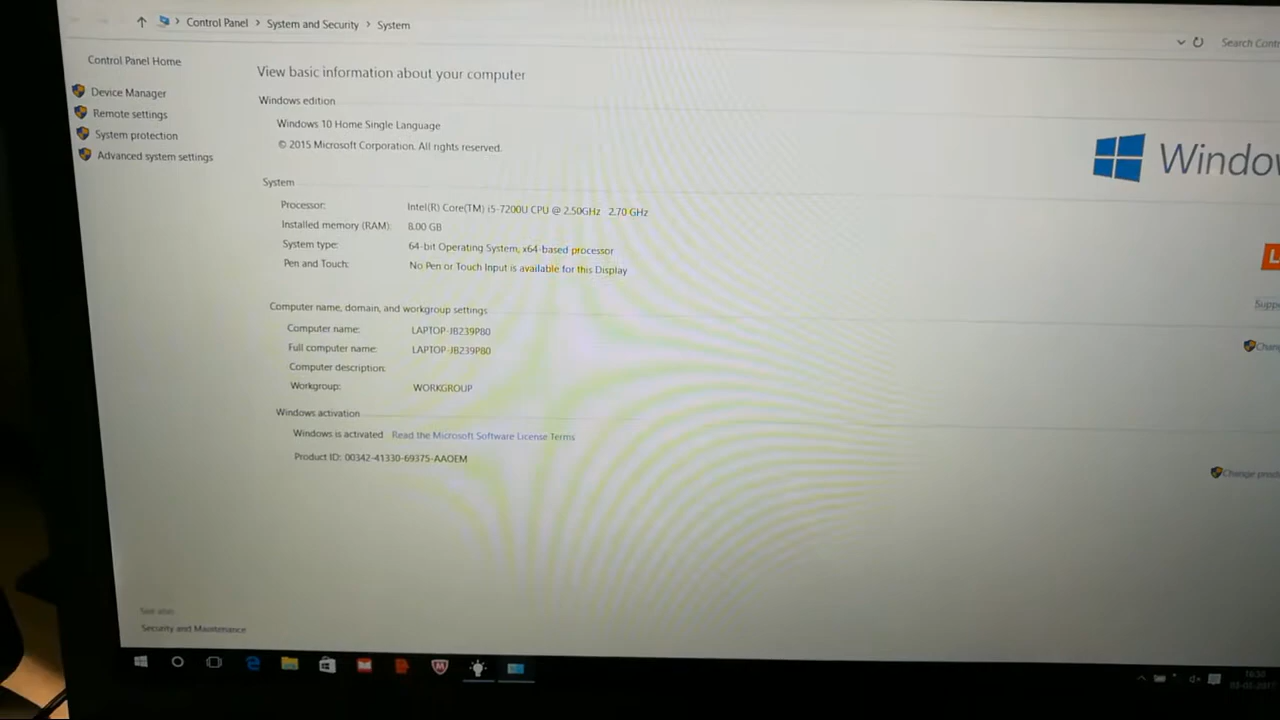 Control Panel > System and Security > System
Search Contr
Control Panel Home
Device Manager
Remote settings
System protection
Advanced system settings
View basic information about your computer
Windows edition
Windows 10 Home Single Language
© 2015 Microsoft Corporation. All rights reserved.
Window
System
Processor: Intel(R) Core(TM) i5-7200U CPU @ 2.50GHz 2.70 GHz
Installed memory (RAM): 8.00 GB
System type: 64-bit Operating System, x64-based processor
Pen and Touch: No Pen or Touch Input is available for this Display
L
Supp
Computer name, domain, and workgroup settings
Computer name: LAPTOP-JB239P80
Full computer name: LAPTOP-JB239P80
Computer description:
Workgroup: WORKGROUP
Chang
Windows activation
Windows is activated Read the Microsoft Software License Terms
Product ID: 00342-41330-69375-AAOEM
Change prod
See also
Security and Maintenance